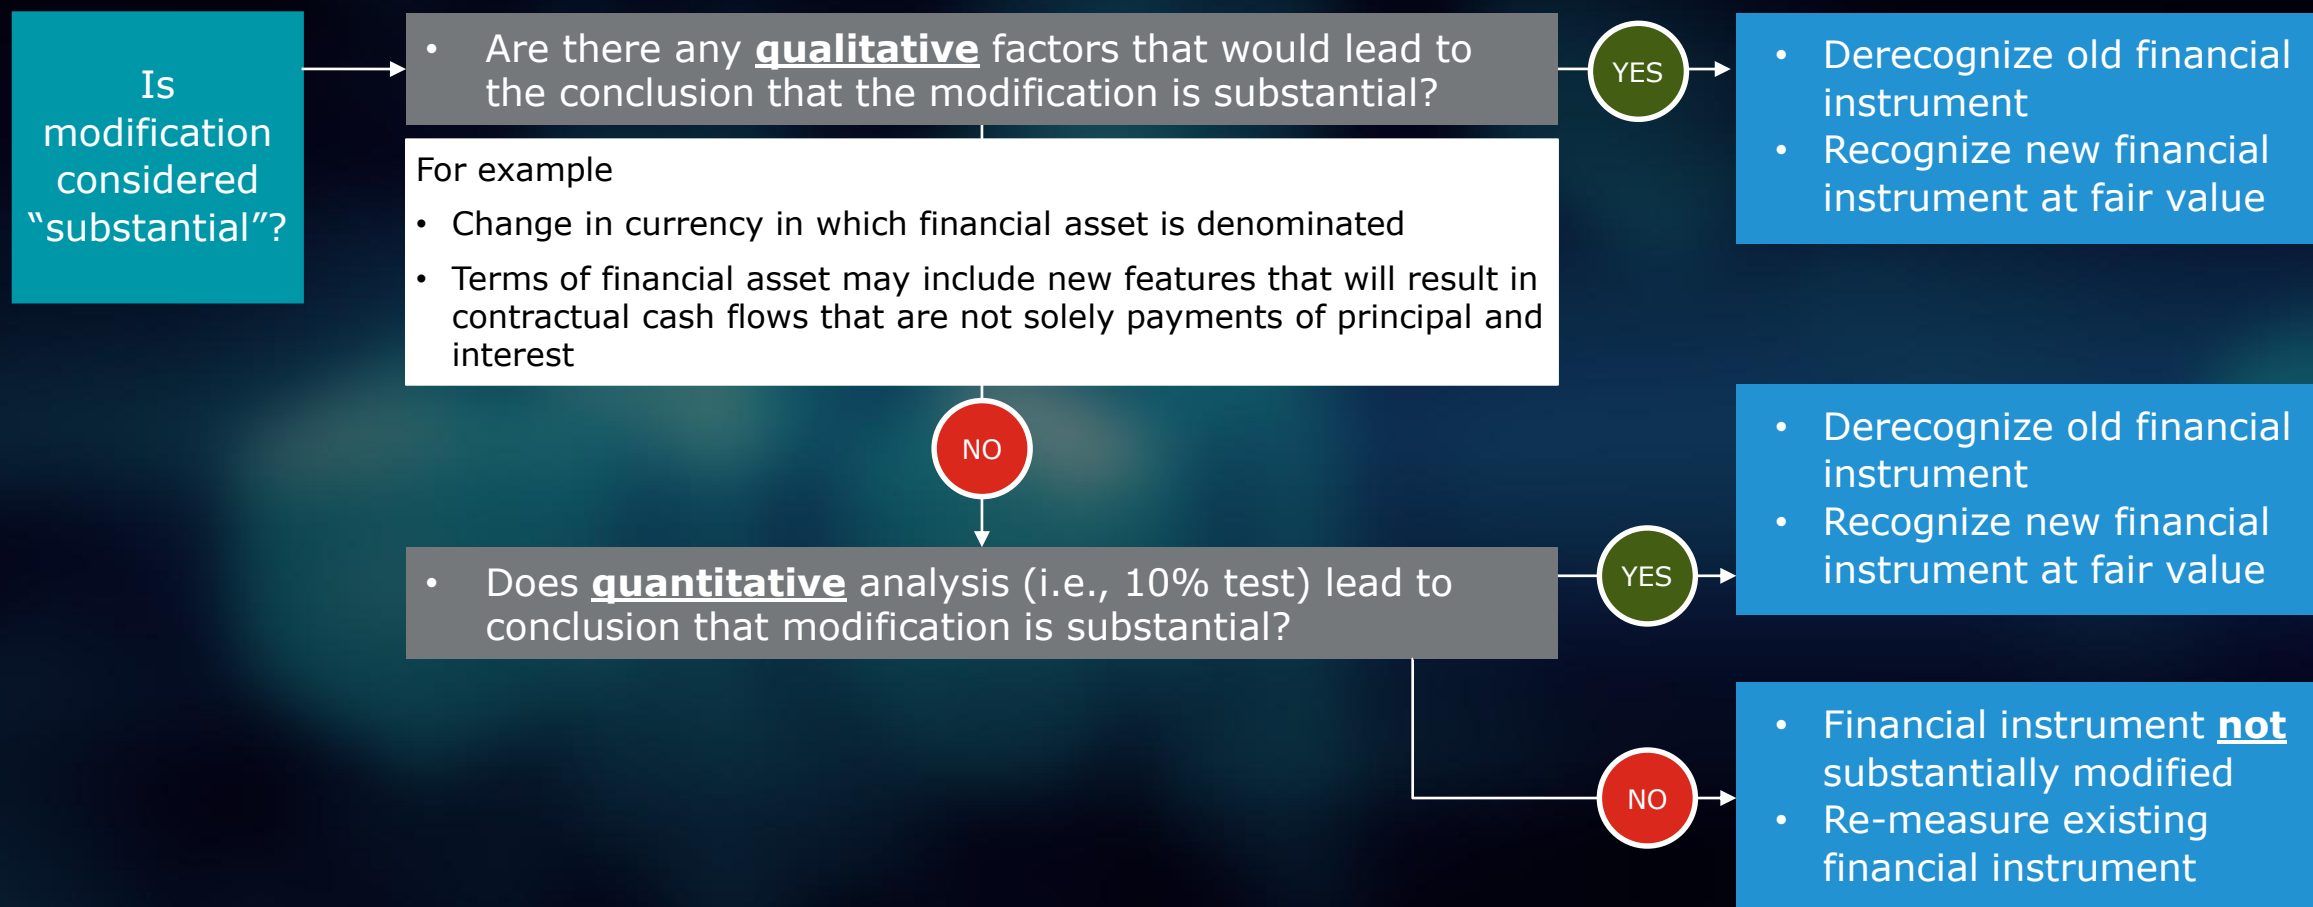 Is
modification
considered
“substantial”?
• Are there any qualitative factors that would lead to
the conclusion that the modification is substantial?
YES
• Derecognize old financial
instrument
• Recognize new financial
instrument at fair value
For example
• Change in currency in which financial asset is denominated
• Terms of financial asset may include new features that will result in
contractual cash flows that are not solely payments of principal and
interest
NO
• Does quantitative analysis (i.e., 10% test) lead to
conclusion that modification is substantial?
YES
• Derecognize old financial
instrument
• Recognize new financial
instrument at fair value
NO
• Financial instrument not
substantially modified
• Re-measure existing
financial instrument